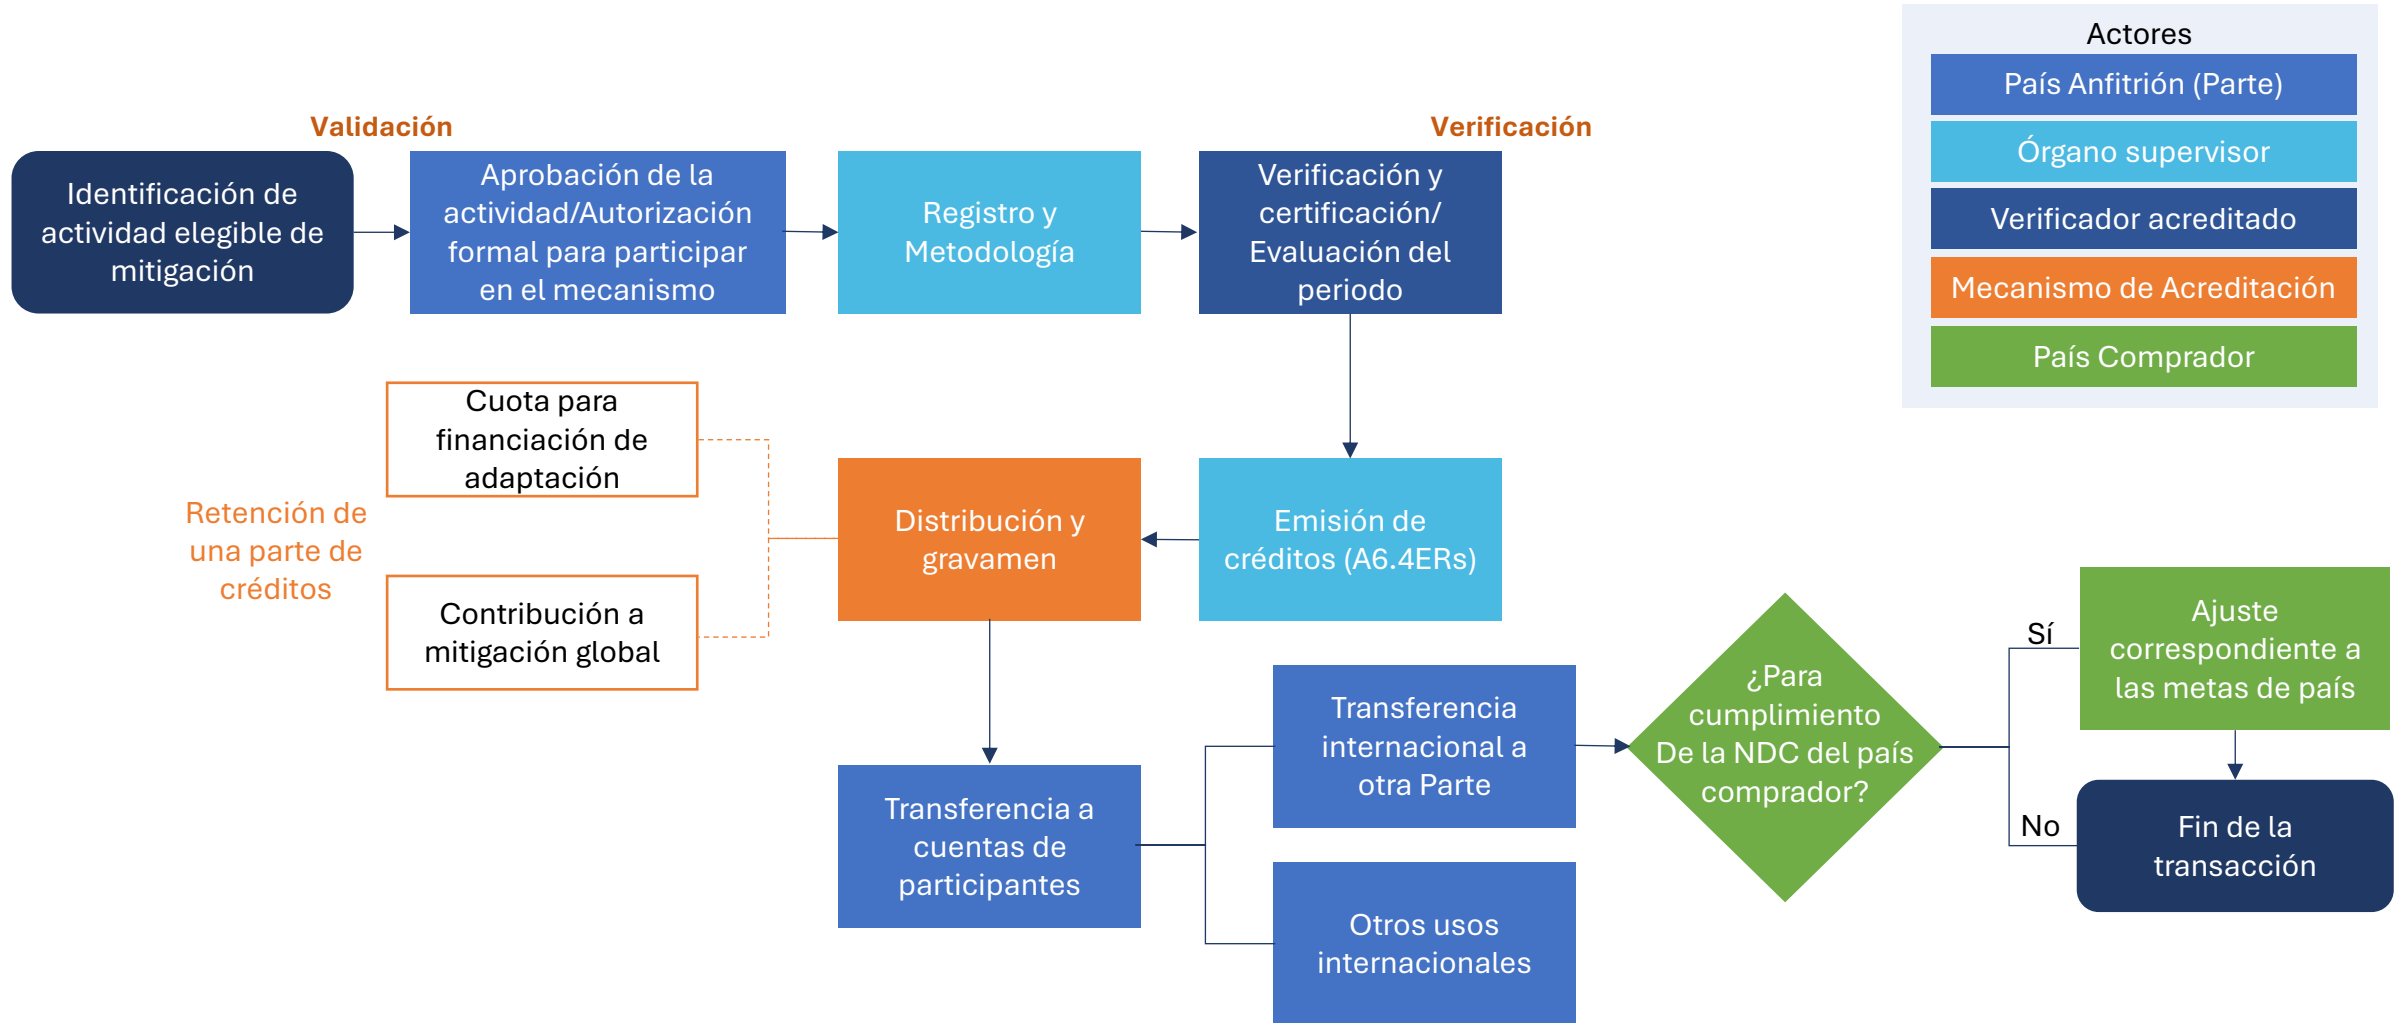 Actores
País Anfitrión (Parte)
Órgano supervisor
Verificador acreditado
Mecanismo de Acreditación
País Comprador
Validación
Verificación
Identificación de
actividad elegible de
mitigación
Aprobación de la
actividad/Autorización
formal para participar
en el mecanismo
Registro y
Metodología
Verificación y
certificación/
Evaluación del
periodo
Cuota para
financiación de
adaptación
Retención de
una parte de
créditos
Contribución a
mitigación global
Distribución y
gravamen
Emisión de
créditos (A6.4ERs)
Transferencia a
cuentas de
participantes
Transferencia
internacional a
otra Parte
Otros usos
internacionales
¿Para
cumplimiento
De la NDC del país
comprador?
Sí
No
Ajuste
correspondiente a
las metas de país
Fin de la
transacción